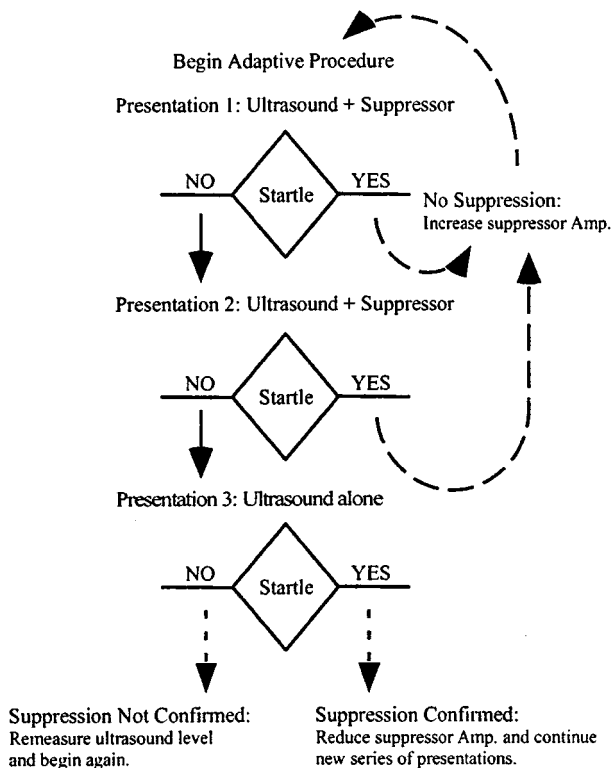 Begin Adaptive Procedure
Presentation 1: Ultrasound + Suppressor
NO
Startle
YES
No Suppression:
Increase suppressor Amp.
Presentation 2: Ultrasound + Suppressor
NO
Startle
YES
Presentation 3: Ultrasound alone
NO
Startle
YES
Suppression Not Confirmed:
Remeasure ultrasound level
and begin again.
Suppression Confirmed:
Reduce suppressor Amp. and continue
new series of presentations.